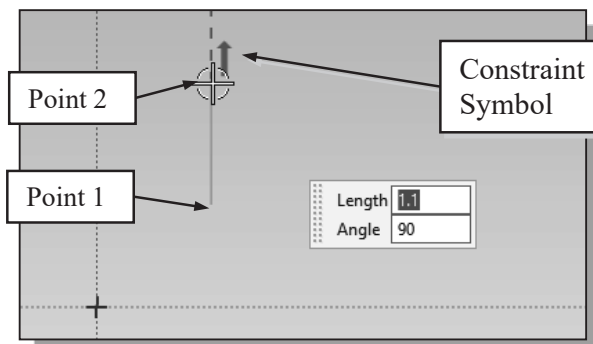 Constraint
Symbol
Point 2
Point 1
Length 1.1
Angle 90